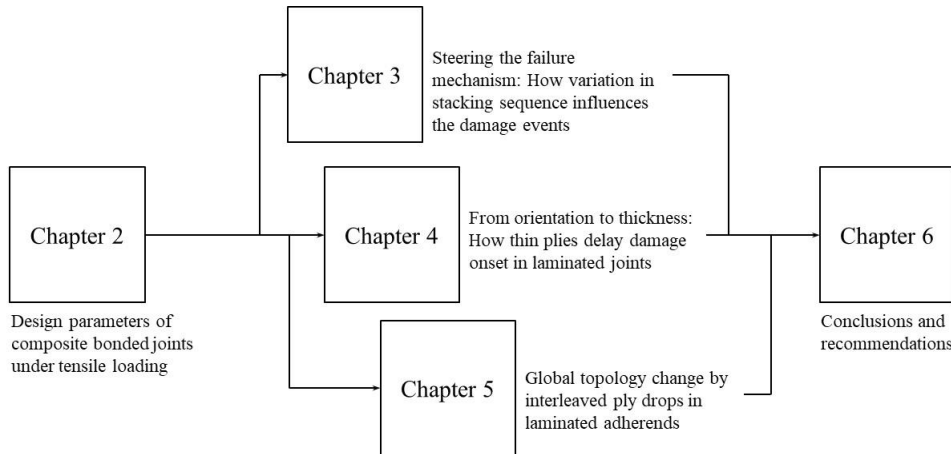 Chapter 3
Steering the failure
mechanism: How variation in
stacking sequence influences
the damage events
Chapter 2
Design parameters of
composite bonded joints
under tensile loading
Chapter 4
From orientation to thickness:
How thin plies delay damage
onset in laminated joints
Chapter 6
Conclusions and
recommendations
Chapter 5
Global topology change by
interleaved ply drops in
laminated adherends